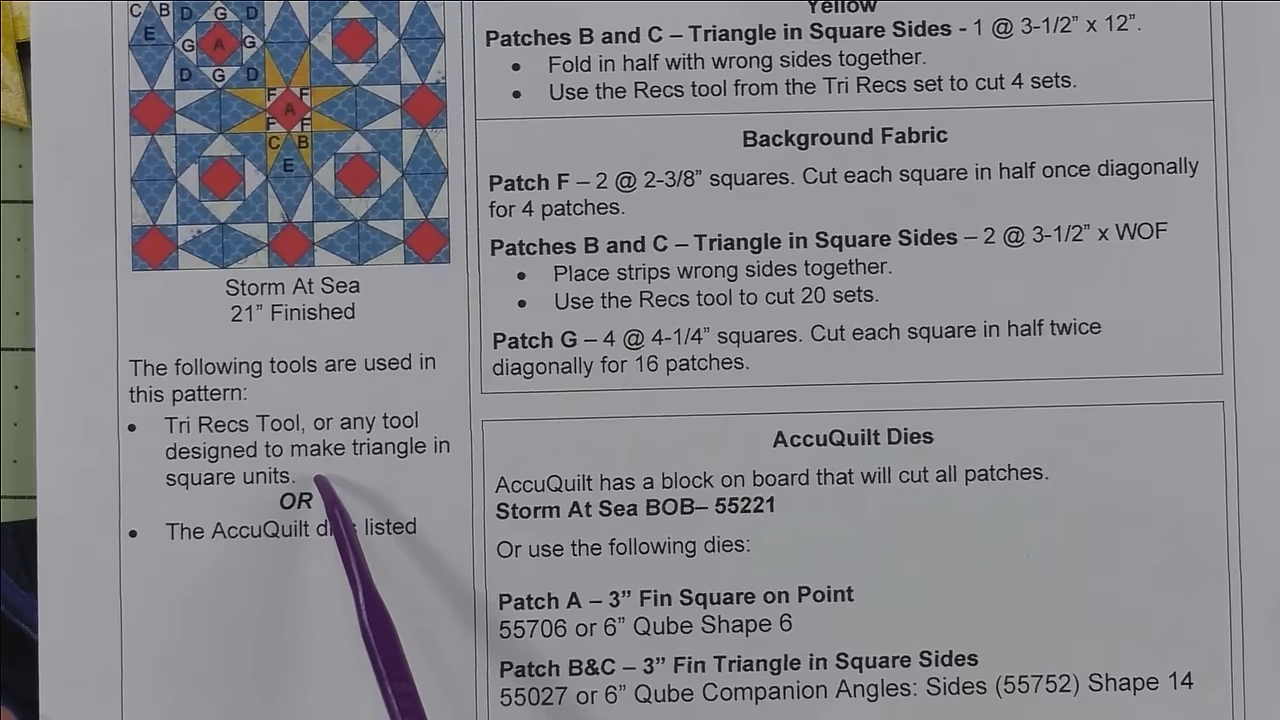 C B D G D
E
G A G
D G D
F F
A
F F
C B
E
Storm At Sea
21” Finished
The following tools are used in
this pattern:
• Tri Recs Tool, or any tool
designed to make triangle in
square units.
OR
• The AccuQuilt listed
Yellow
Patches B and C – Triangle in Square Sides - 1 @ 3-1/2” x 12”.
• Fold in half with wrong sides together.
• Use the Recs tool from the Tri Recs set to cut 4 sets.
Background Fabric
Patch F – 2 @ 2-3/8” squares. Cut each square in half once diagonally
for 4 patches.
Patches B and C – Triangle in Square Sides – 2 @ 3-1/2” x WOF
• Place strips wrong sides together.
• Use the Recs tool to cut 20 sets.
Patch G – 4 @ 4-1/4” squares. Cut each square in half twice
diagonally for 16 patches.
AccuQuilt Dies
AccuQuilt has a block on board that will cut all patches.
Storm At Sea BOB– 55221
Or use the following dies:
Patch A – 3” Fin Square on Point
55706 or 6” Qube Shape 6
Patch B&C – 3” Fin Triangle in Square Sides
55027 or 6” Qube Companion Angles: Sides (55752) Shape 14